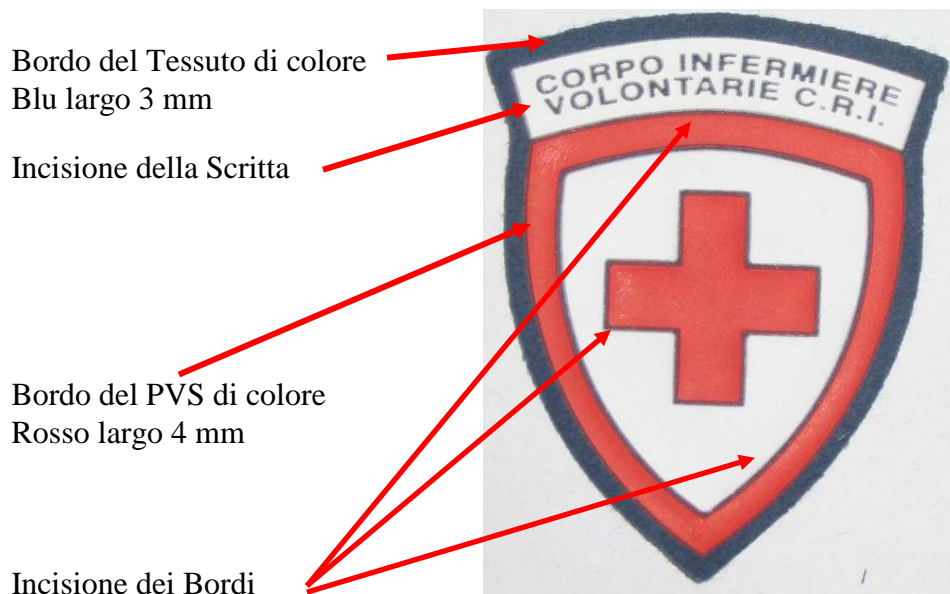 Bordo del Tessuto di colore
Blu largo 3 mm
Incisione della Scritta
Bordo del PVS di colore
Rosso largo 4 mm
Incisione dei Bordi
CORPO INFERMIERE
VOLONTARIE C.R.I.